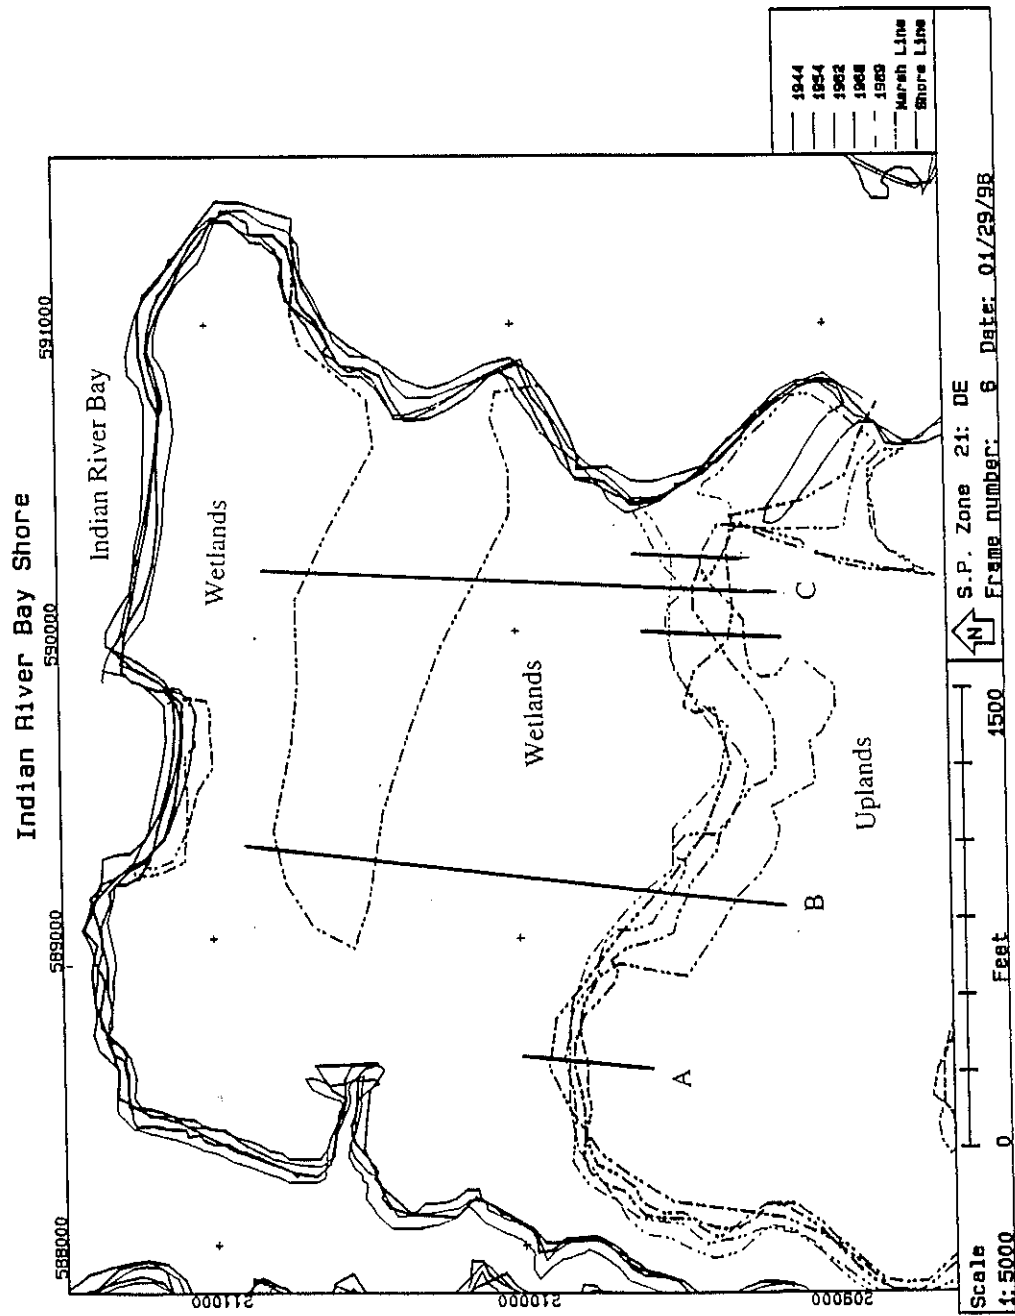 Indian River Bay Shore
588000
589000
590000
591000
Indian River Bay
Wetlands
Wetlands
Uplands
A
B
C
211000
210000
209000
1944
1954
1962
1968
1989
Marsh Line
Shore Line
Scale
1:5000
0
Feet
1500
N
S.P. Zone 21: DE
Frame number: 6 Date: 01/29/98